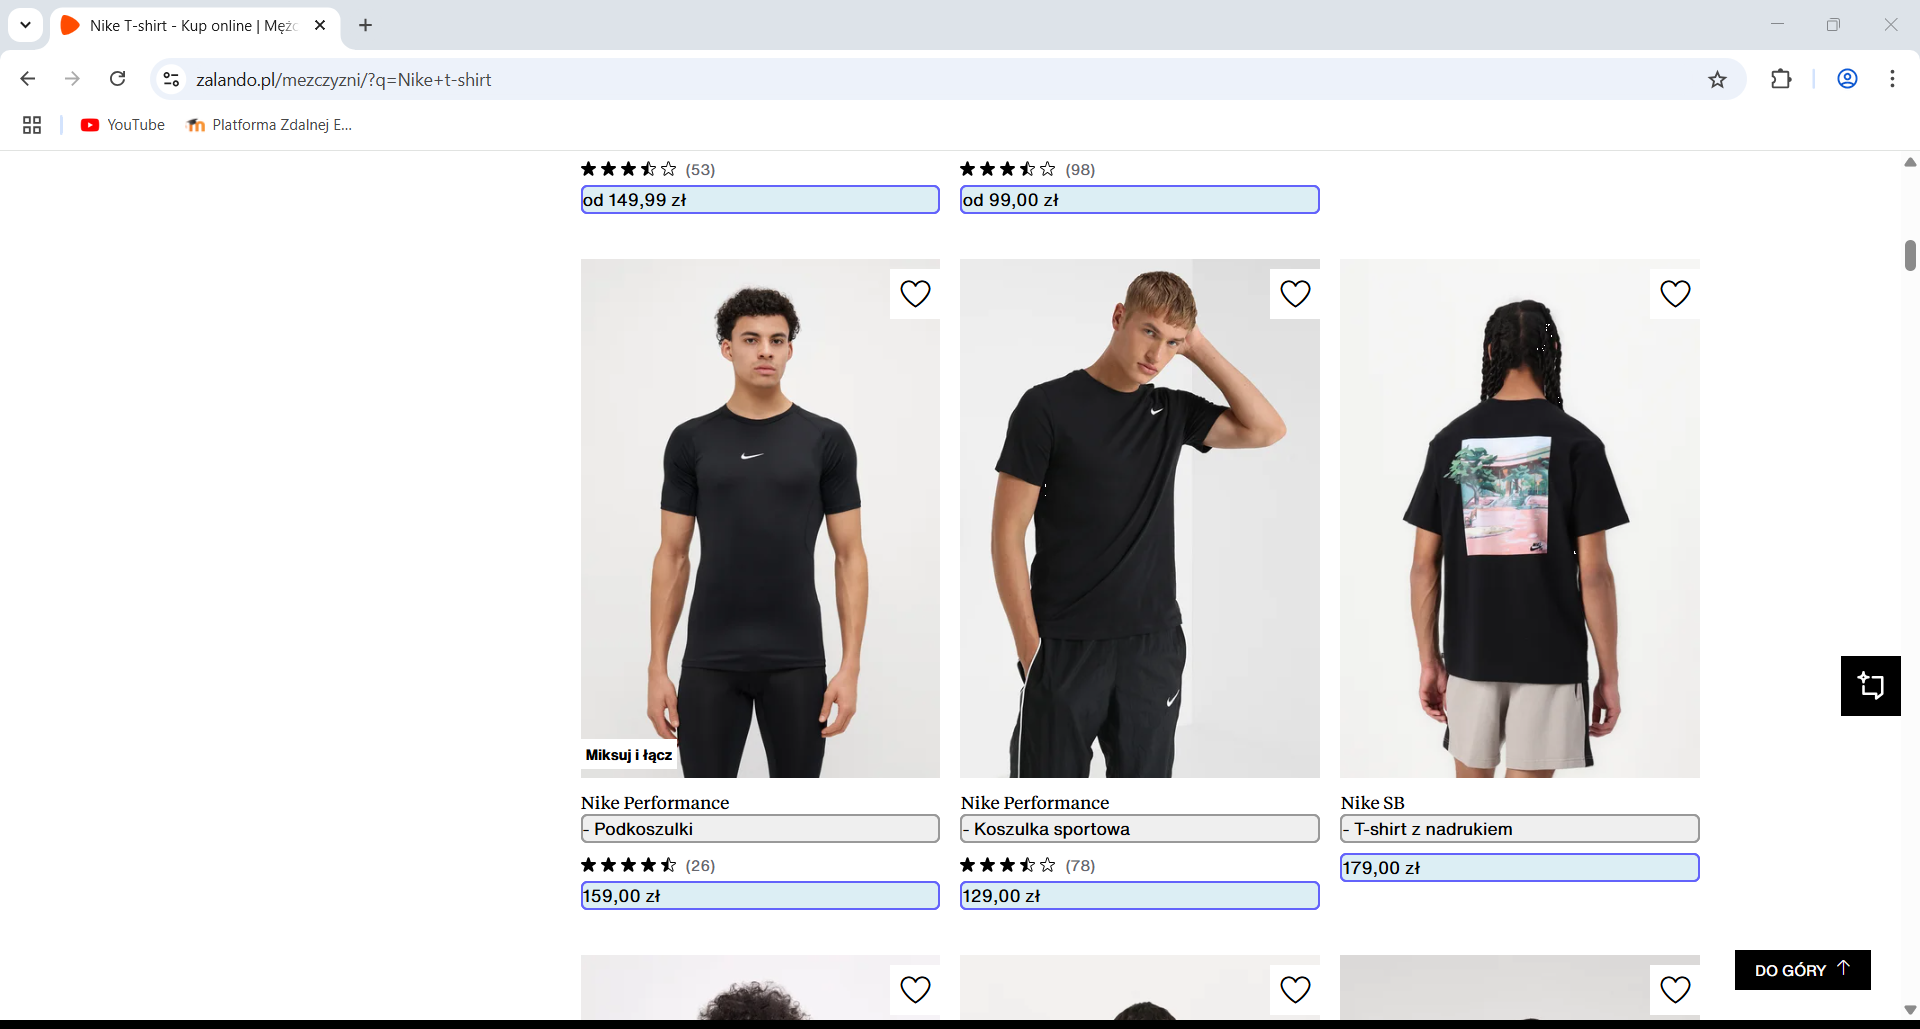 Nike T-shirt - Kup online | Mężc
zalando.pl/mezczyzni/?q=Nike+t-shirt
YouTube
Platforma Zdalnej E...
(53)
(98)
od 149,99 zł
od 99,00 zł
Miksuj i łącz
Nike Performance
- Podkoszulki
(26)
159,00 zł
Nike Performance
- Koszulka sportowa
(78)
129,00 zł
Nike SB
- T-shirt z nadrukiem
179,00 zł
DO GÓRY